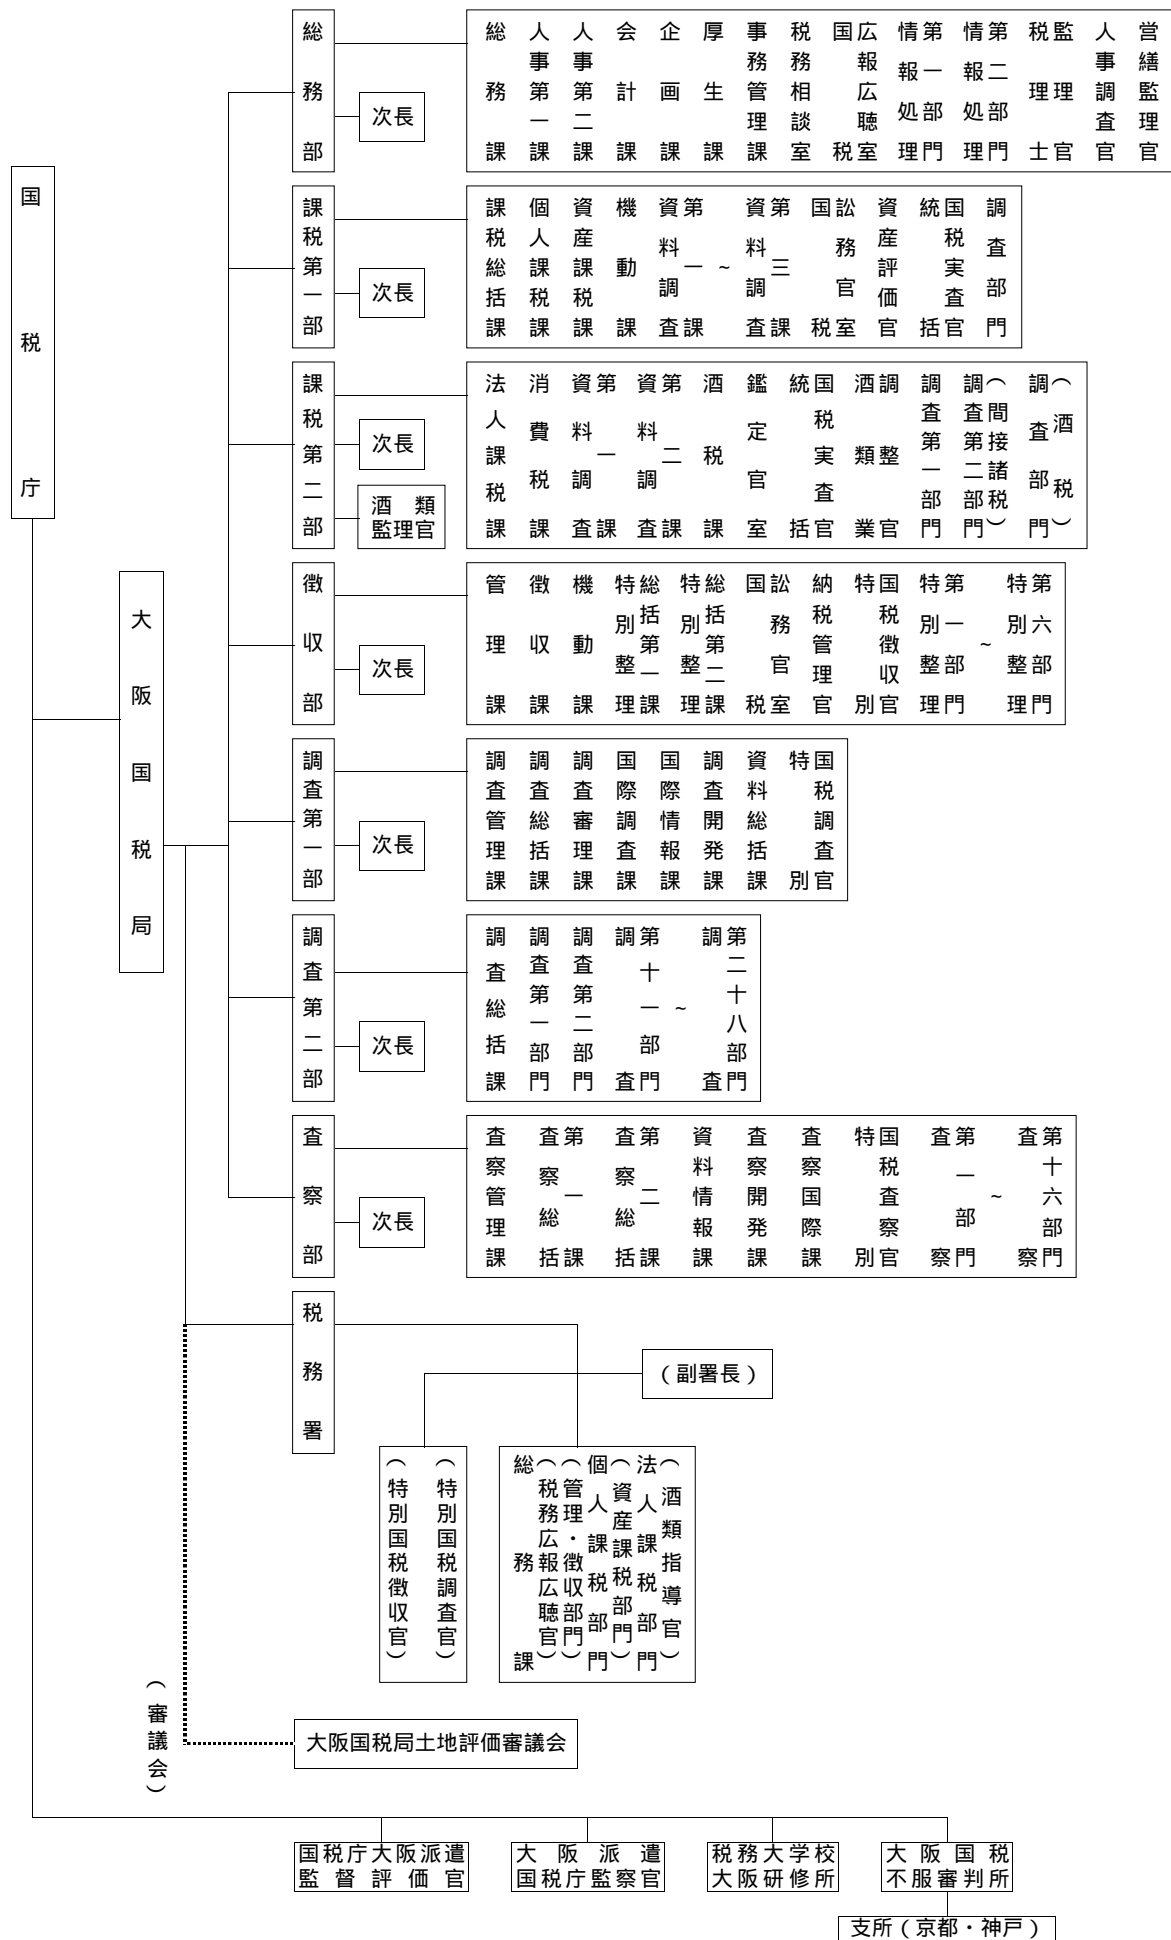 国税庁
大阪国税局
総務部
次長
総務課
人事第一課
人事第二課
会計課
企画課
厚生課
事務管理課
税務相談室
国税広報広聴室
情報処理第一部門
情報処理第二部門
税理士監理官
人事調査官
営繕監理官
課税第一部
次長
課税総括課
個人課税課
資産課税課
機動課
資料調査第一課
~
資料調査第三課
国税訟務官室
資産評価官
統括国税実査官
調査部門
課税第二部
次長
酒類
監理官
法人課税課
消費税課
資料調査第一課
資料調査第二課
酒税課
鑑定官室
統括国税実査官
酒類業調整官
調査第一部門
調査第二部門
(間接諸税)
調査部門
(酒税)
徴収部
次長
管理課
徴収課
機動課
特別整理総括第一課
特別整理総括第二課
国税訟務官室
納税管理官
特別国税徴収官
特別整理第一部門
~
特別整理第六部門
調査第一部
次長
調査管理課
調査総括課
調査審理課
国際調査課
国際情報課
調査開発課
資料総括課
特別国税調査官
調査第二部
次長
調査総括課
調査第一部門
調査第二部門
調査第十一部門
~
調査第二十八部門
査察部
次長
査察管理課
査察総括第一課
査察総括第二課
資料情報課
査察開発課
査察国際課
特別国税査察官
査察第一部門
~
査察第十六部門
税務署
(副署長)
(特別国税徴収官)
(特別国税調査官)
総務課
(税務広報広聴官)
(管理・徴収部門)
個人課税部門
(資産課税部門)
法人課税部門
(酒類指導官)
(審議会)
大阪国税局土地評価審議会
国税庁大阪派遣
監督評価官
大阪派遣
国税庁監察官
税務大学校
大阪研修所
大阪国税
不服審判所
支所(京都・神戸)